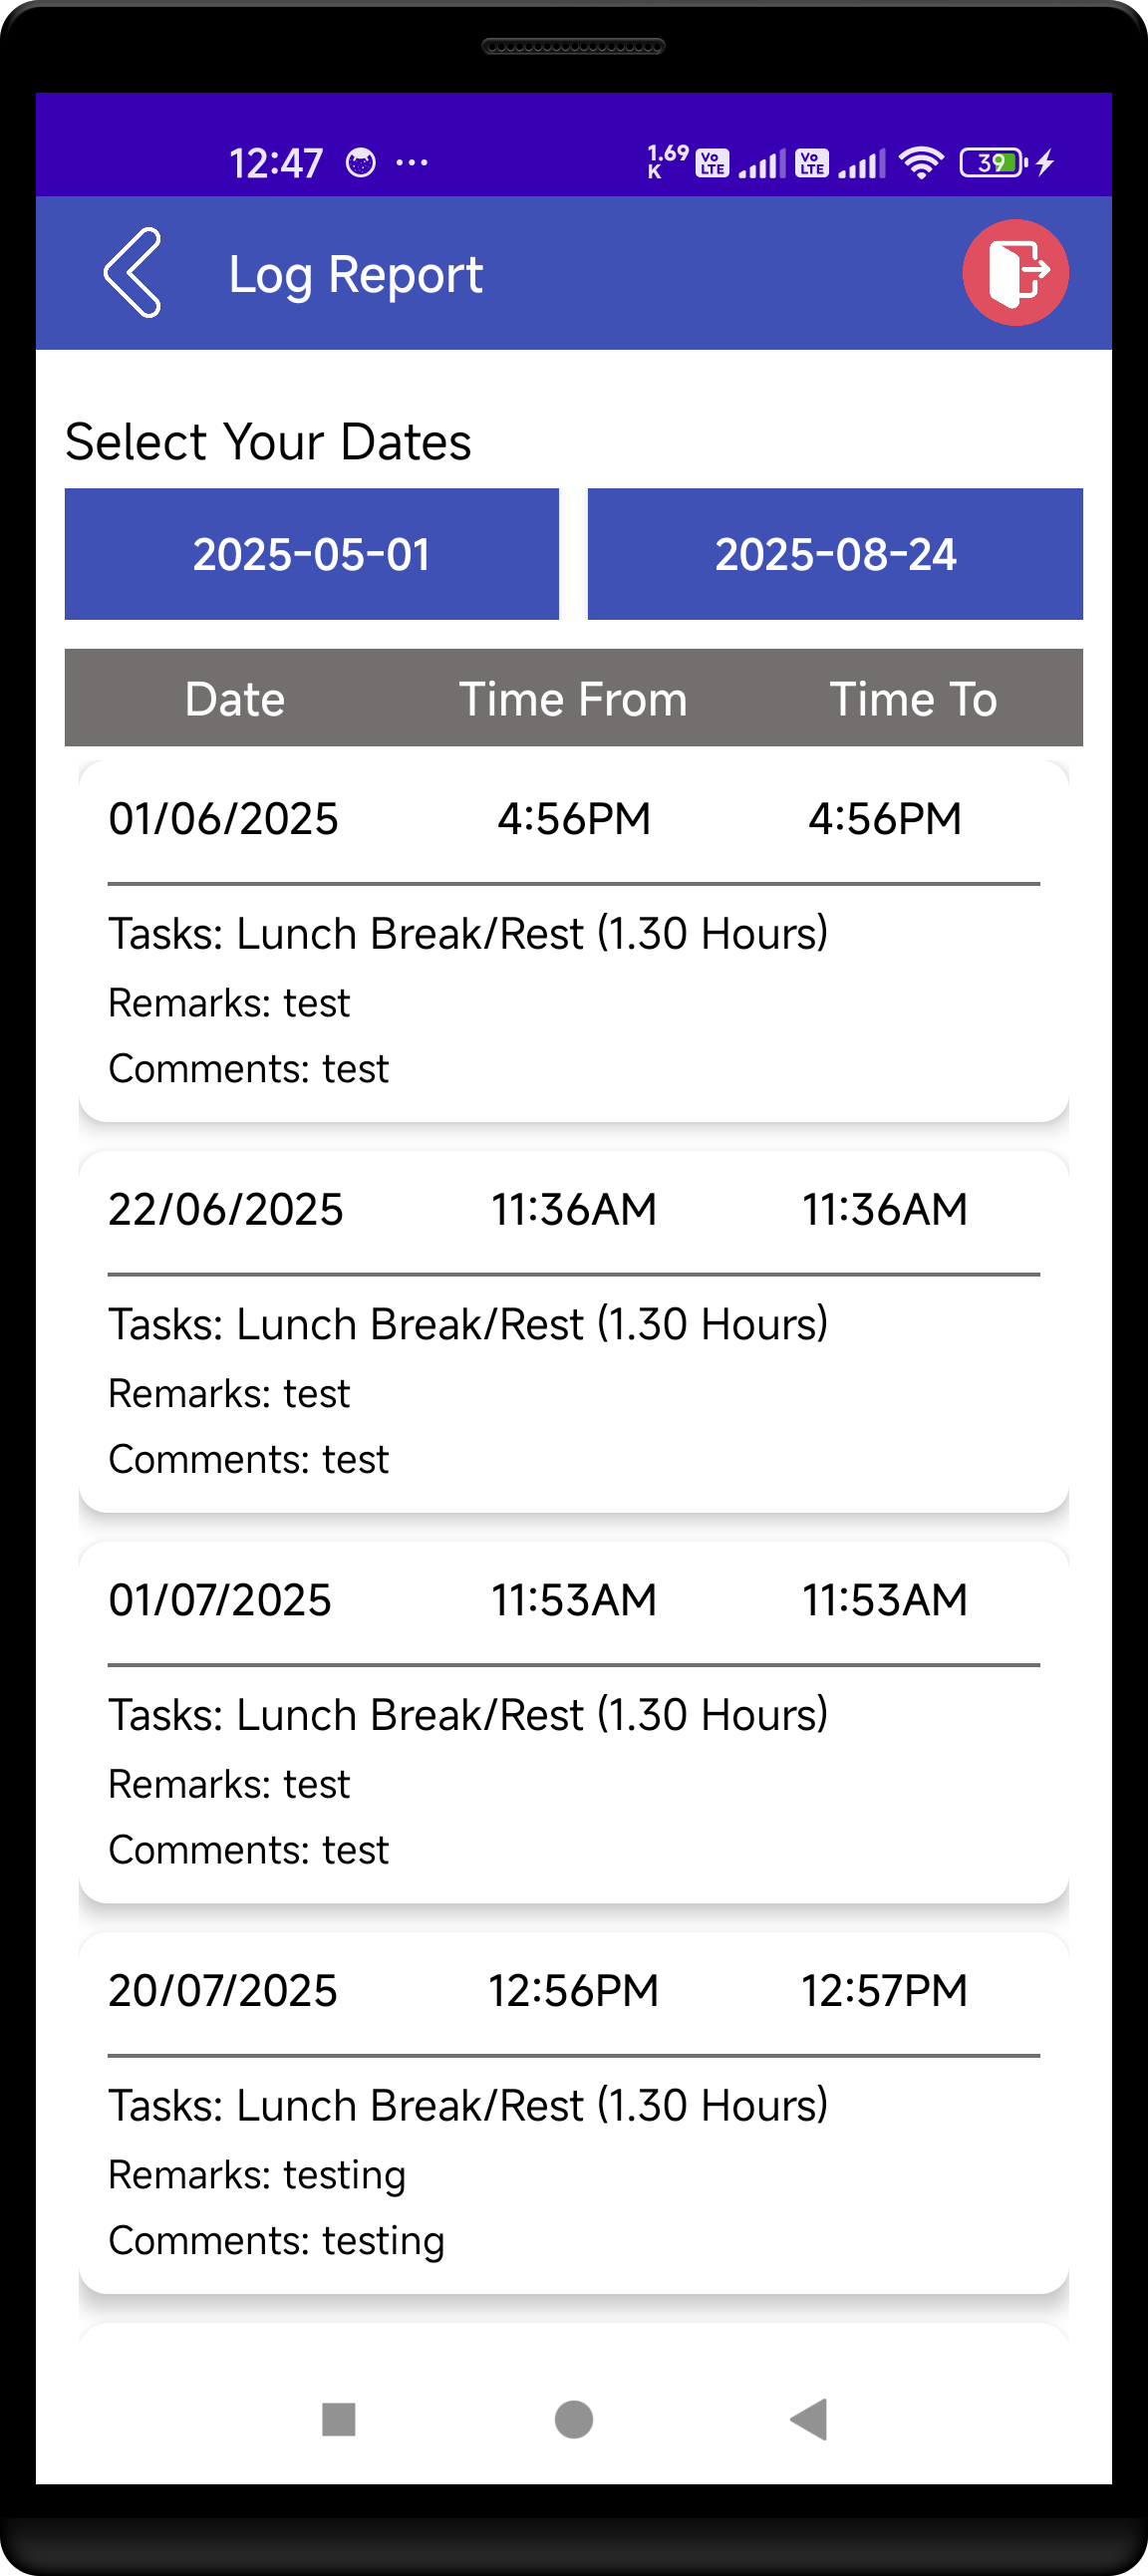 12:47 ... 1.69 K Vo LTE Vo LTE 39
Log Report
Select Your Dates
2025-05-01 2025-08-24
Date Time From Time To
01/06/2025 4:56PM 4:56PM
Tasks: Lunch Break/Rest (1.30 Hours)
Remarks: test
Comments: test
22/06/2025 11:36AM 11:36AM
Tasks: Lunch Break/Rest (1.30 Hours)
Remarks: test
Comments: test
01/07/2025 11:53AM 11:53AM
Tasks: Lunch Break/Rest (1.30 Hours)
Remarks: test
Comments: test
20/07/2025 12:56PM 12:57PM
Tasks: Lunch Break/Rest (1.30 Hours)
Remarks: testing
Comments: testing